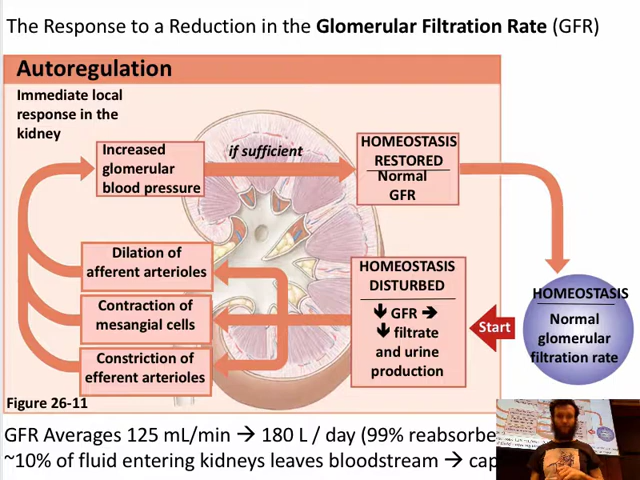 The Response to a Reduction in the Glomerular Filtration Rate (GFR)
Autoregulation
Immediate local
response in the
kidney
Increased
glomerular
blood pressure
if sufficient
HOMEOSTASIS
RESTORED
Normal
GFR
Dilation of
afferent arterioles
Contraction of
mesangial cells
Constriction of
efferent arterioles
HOMEOSTASIS
DISTURBED
🡻 GFR 🡺
🡻 filtrate
and urine
production
Start
HOMEOSTASIS
Normal
glomerular
filtration rate
Figure 26-11
GFR Averages 125 mL/min → 180 L / day (99% reabsorbe
~10% of fluid entering kidneys leaves bloodstream → cap